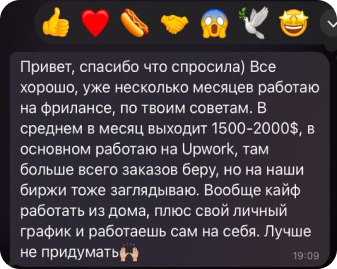 Привет, спасибо что спросила) Все
хорошо, уже несколько месяцев работаю
на фрилансе, по твоим советам. В
среднем в месяц выходит 1500-2000$, в
основном работаю на Upwork, там
больше всего заказов беру, но на наши
биржи тоже заглядываю. Вообще кайф
работать из дома, плюс свой личный
график и работаешь сам на себя. Лучше
не придумать🙌🏼
19:09